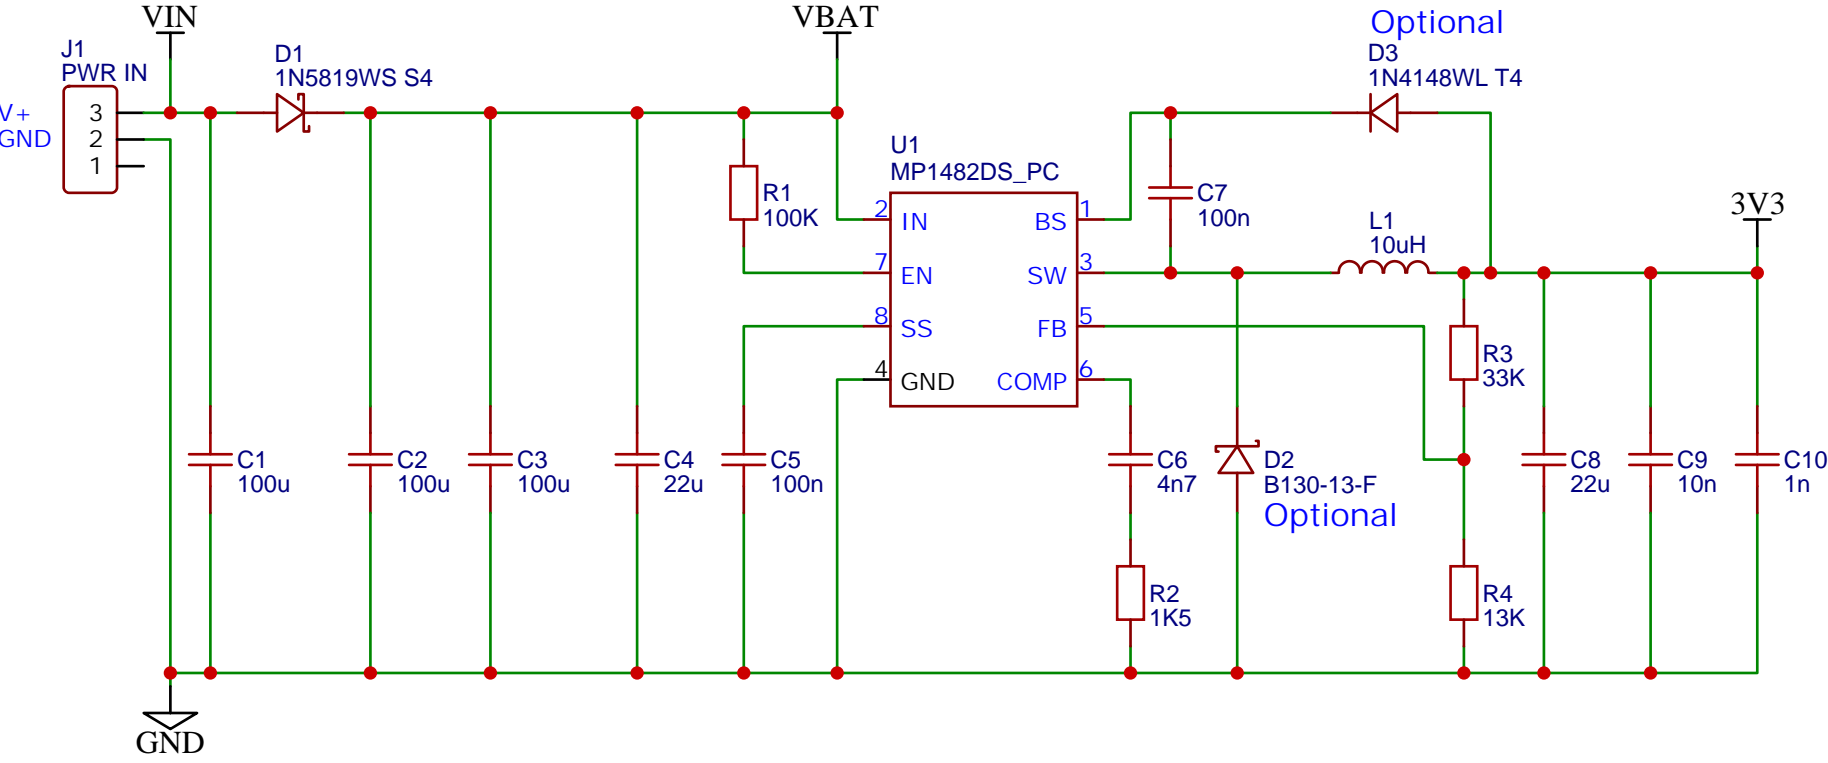 VIN
VBAT
Optional
J1
PWR IN
D1
1N5819WS S4
D3
1N4148WL T4
V+
GND
3
2
1
U1
MP1482DS_PC
R1
100K
C7
100n
2
IN
BS
1
7
EN
SW
3
8
SS
FB
5
4
GND
COMP
6
L1
10uH
3V3
R3
33K
C1
100u
C2
100u
C3
100u
C4
22u
C5
100n
C6
4n7
D2
B130-13-F
Optional
C8
22u
C9
10n
C10
1n
R2
1K5
R4
13K
GND